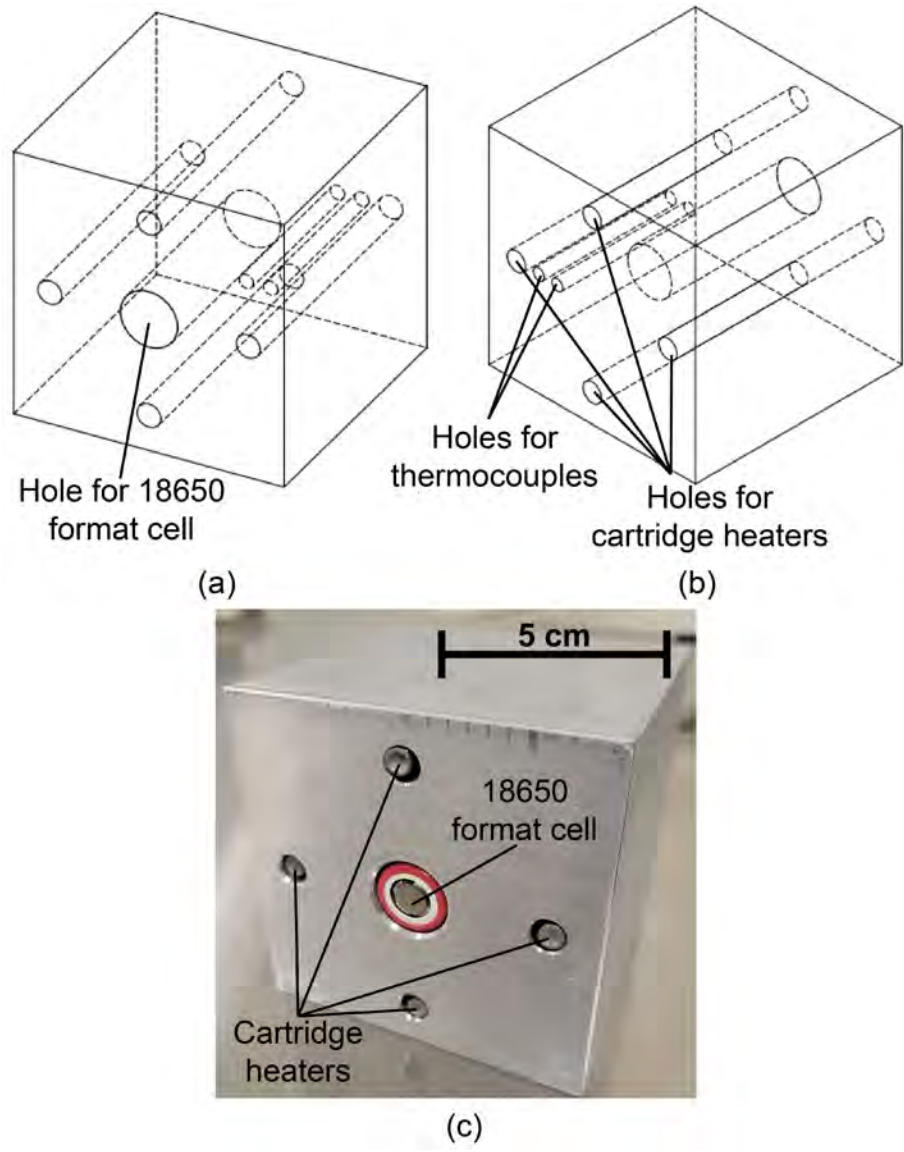 Hole for 18650
format cell
(a)
Holes for
thermocouples
Holes for
cartridge heaters
(b)
5 cm
18650
format cell
Cartridge
heaters
(c)